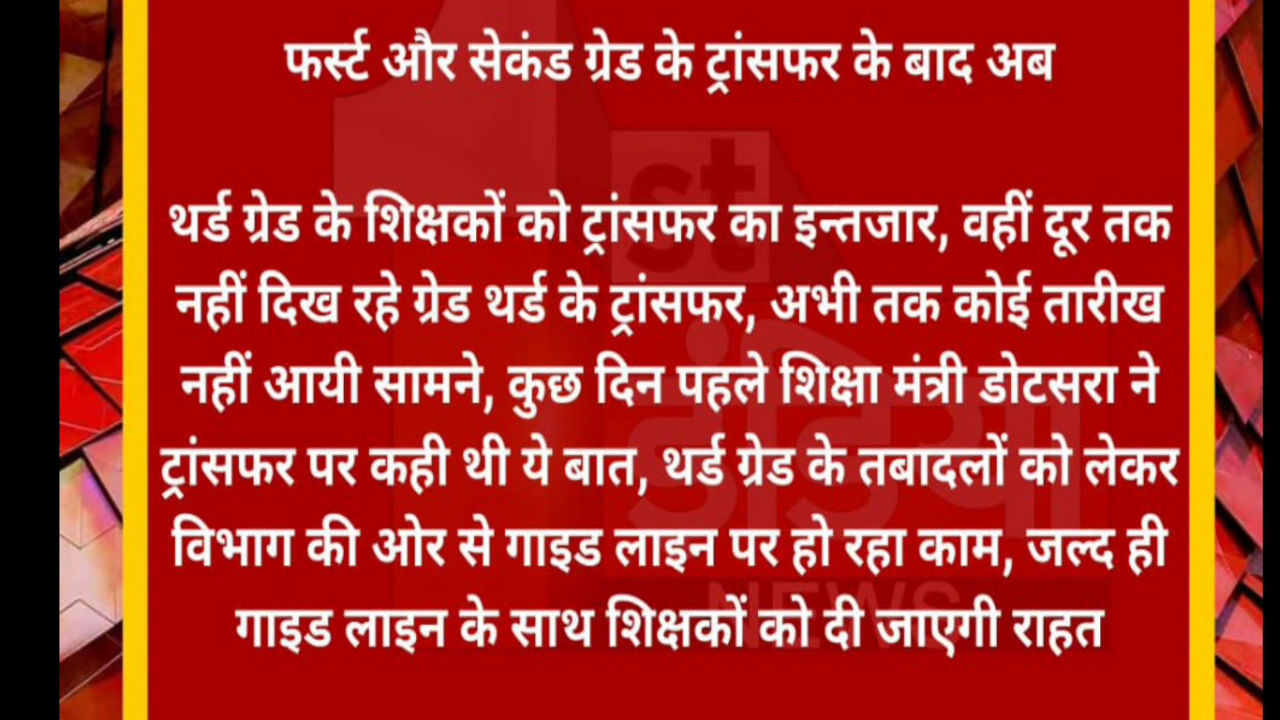 फर्स्ट और सेकंड ग्रेड के ट्रांसफर के बाद अब
थर्ड ग्रेड के शिक्षकों को ट्रांसफर का इन्तजार, वहीं दूर तक
नहीं दिख रहे ग्रेड थर्ड के ट्रांसफर, अभी तक कोई तारीख
नहीं आयी सामने, कुछ दिन पहले शिक्षा मंत्री डोटसरा ने
ट्रांसफर पर कही थी ये बात, थर्ड ग्रेड के तबादलों को लेकर
विभाग की ओर से गाइड लाइन पर हो रहा काम, जल्द ही
गाइड लाइन के साथ शिक्षकों को दी जाएगी राहत
st
इंडिया
NEWS